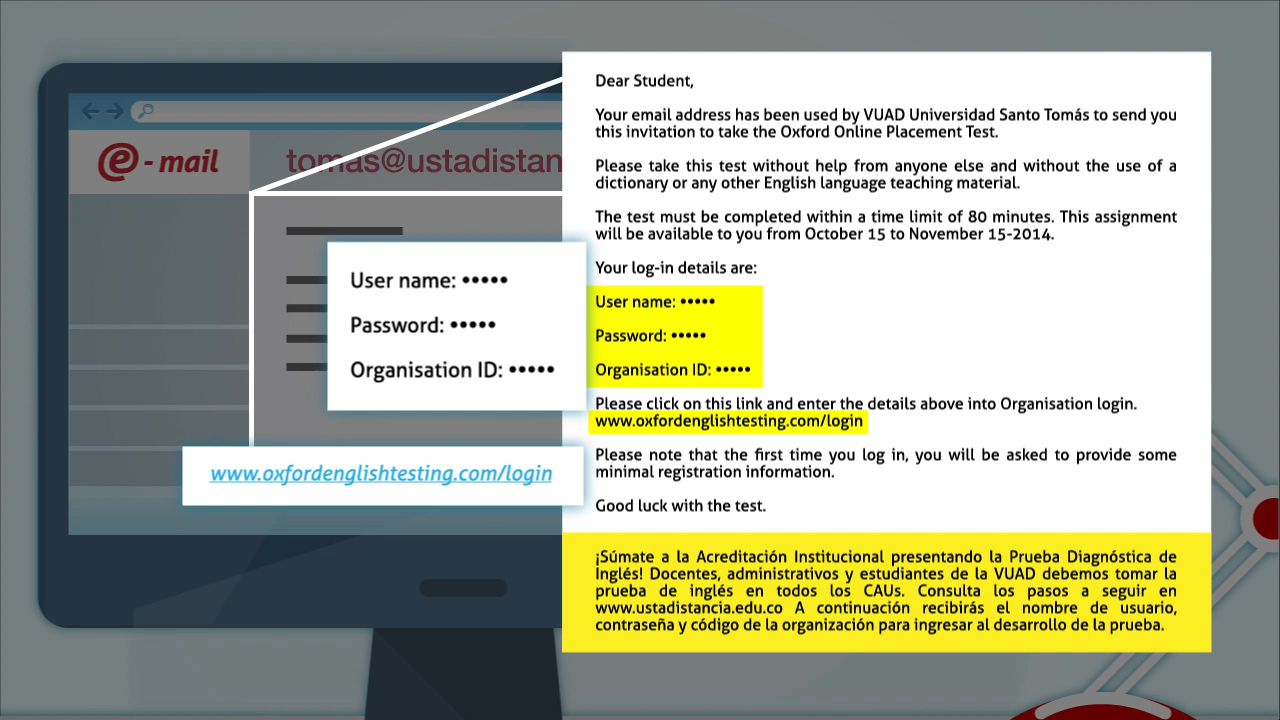 e - mail
tomas@ustadistan
User name: •••••
Password: •••••
Organisation ID: •••••
www.oxfordenglishtesting.com/login
Dear Student,
Your email address has been used by VUAD Universidad Santo Tomás to send you
this invitation to take the Oxford Online Placement Test.
Please take this test without help from anyone else and without the use of a
dictionary or any other English language teaching material.
The test must be completed within a time limit of 80 minutes. This assignment
will be available to you from October 15 to November 15-2014.
Your log-in details are:
User name: •••••
Password: •••••
Organisation ID: •••••
Please click on this link and enter the details above into Organisation login.
www.oxfordenglishtesting.com/login
Please note that the first time you log in, you will be asked to provide some
minimal registration information.
Good luck with the test.
¡Súmate a la Acreditación Institucional presentando la Prueba Diagnóstica de
Inglés! Docentes, administrativos y estudiantes de la VUAD debemos tomar la
prueba de inglés en todos los CAUs. Consulta los pasos a seguir en
www.ustadistancia.edu.co A continuación recibirás el nombre de usuario,
contraseña y código de la organización para ingresar al desarrollo de la prueba.